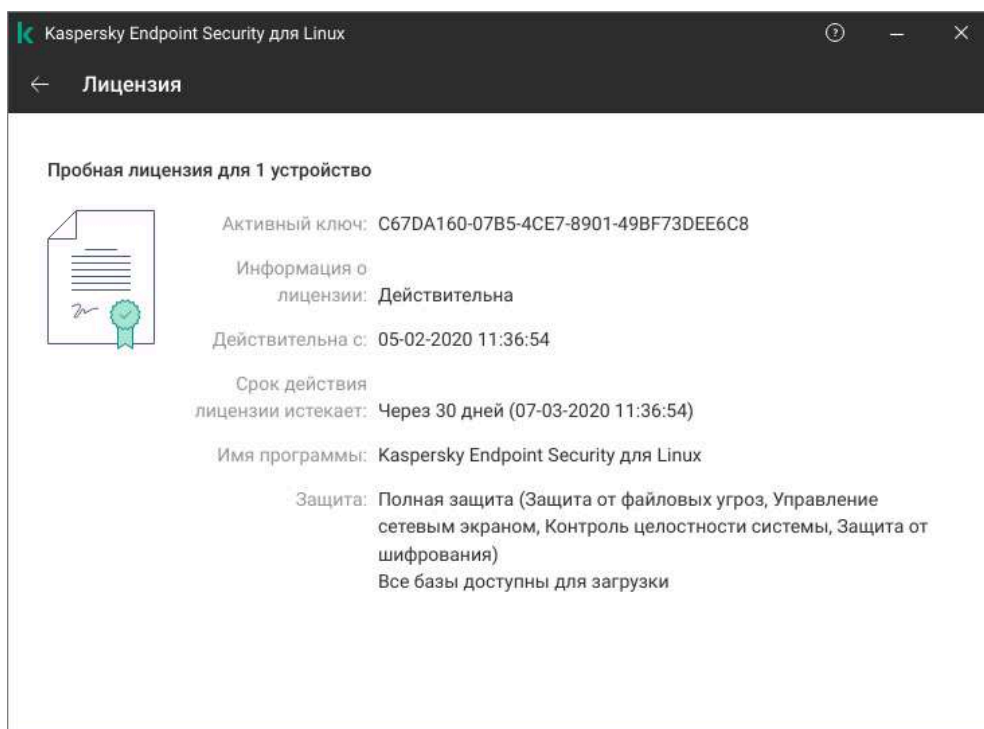 Kaspersky Endpoint Security для Linux
Лицензия
Пробная лицензия для 1 устройство
Активный ключ: C67DA160-07B5-4CE7-8901-49BF73DEE6C8
Информация о
лицензии: Действительна
Действительна с: 05-02-2020 11:36:54
Срок действия
лицензии истекает: Через 30 дней (07-03-2020 11:36:54)
Имя программы: Kaspersky Endpoint Security для Linux
Защита: Полная защита (Защита от файловых угроз, Управление
сетевым экраном, Контроль целостности системы, Защита от
шифрования)
Все базы доступны для загрузки